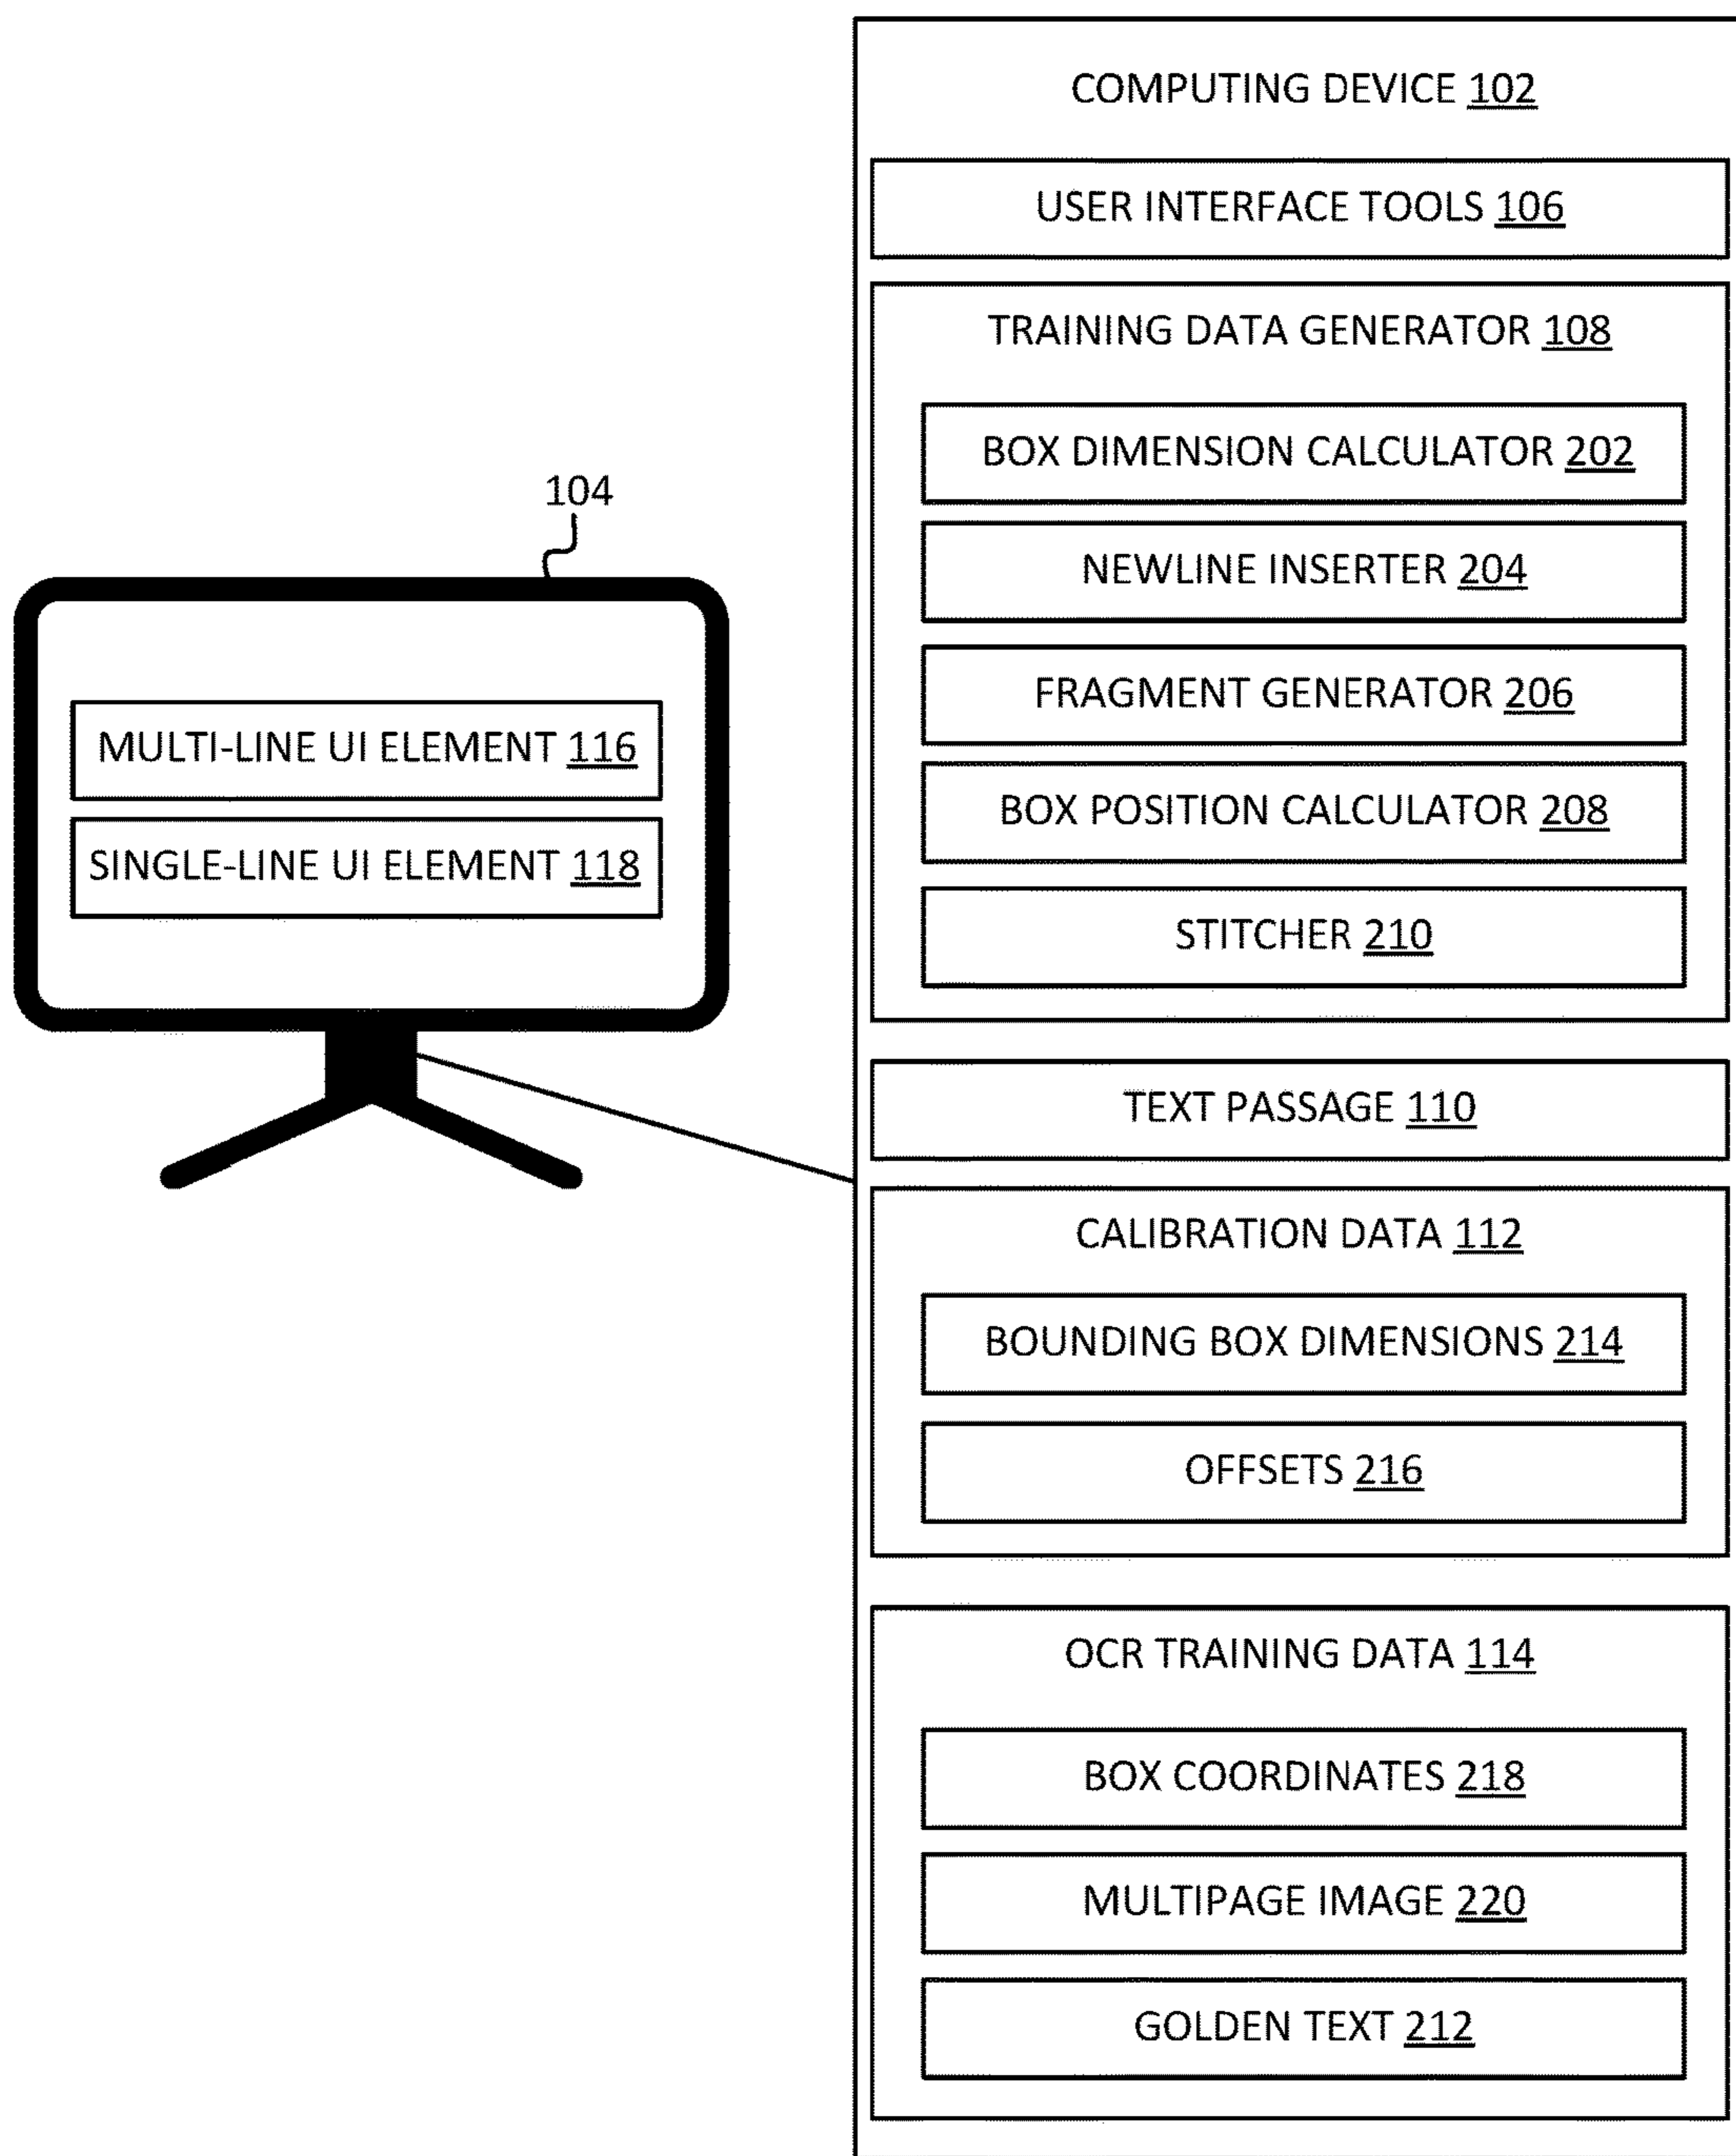 104
MULTI-LINE UI ELEMENT 116
SINGLE-LINE UI ELEMENT 118
COMPUTING DEVICE 102
USER INTERFACE TOOLS 106
TRAINING DATA GENERATOR 108
BOX DIMENSION CALCULATOR 202
NEWLINE INSERTER 204
FRAGMENT GENERATOR 206
BOX POSITION CALCULATOR 208
STITCHER 210
TEXT PASSAGE 110
CALIBRATION DATA 112
BOUNDING BOX DIMENSIONS 214
OFFSETS 216
OCR TRAINING DATA 114
BOX COORDINATES 218
MULTIPAGE IMAGE 220
GOLDEN TEXT 212